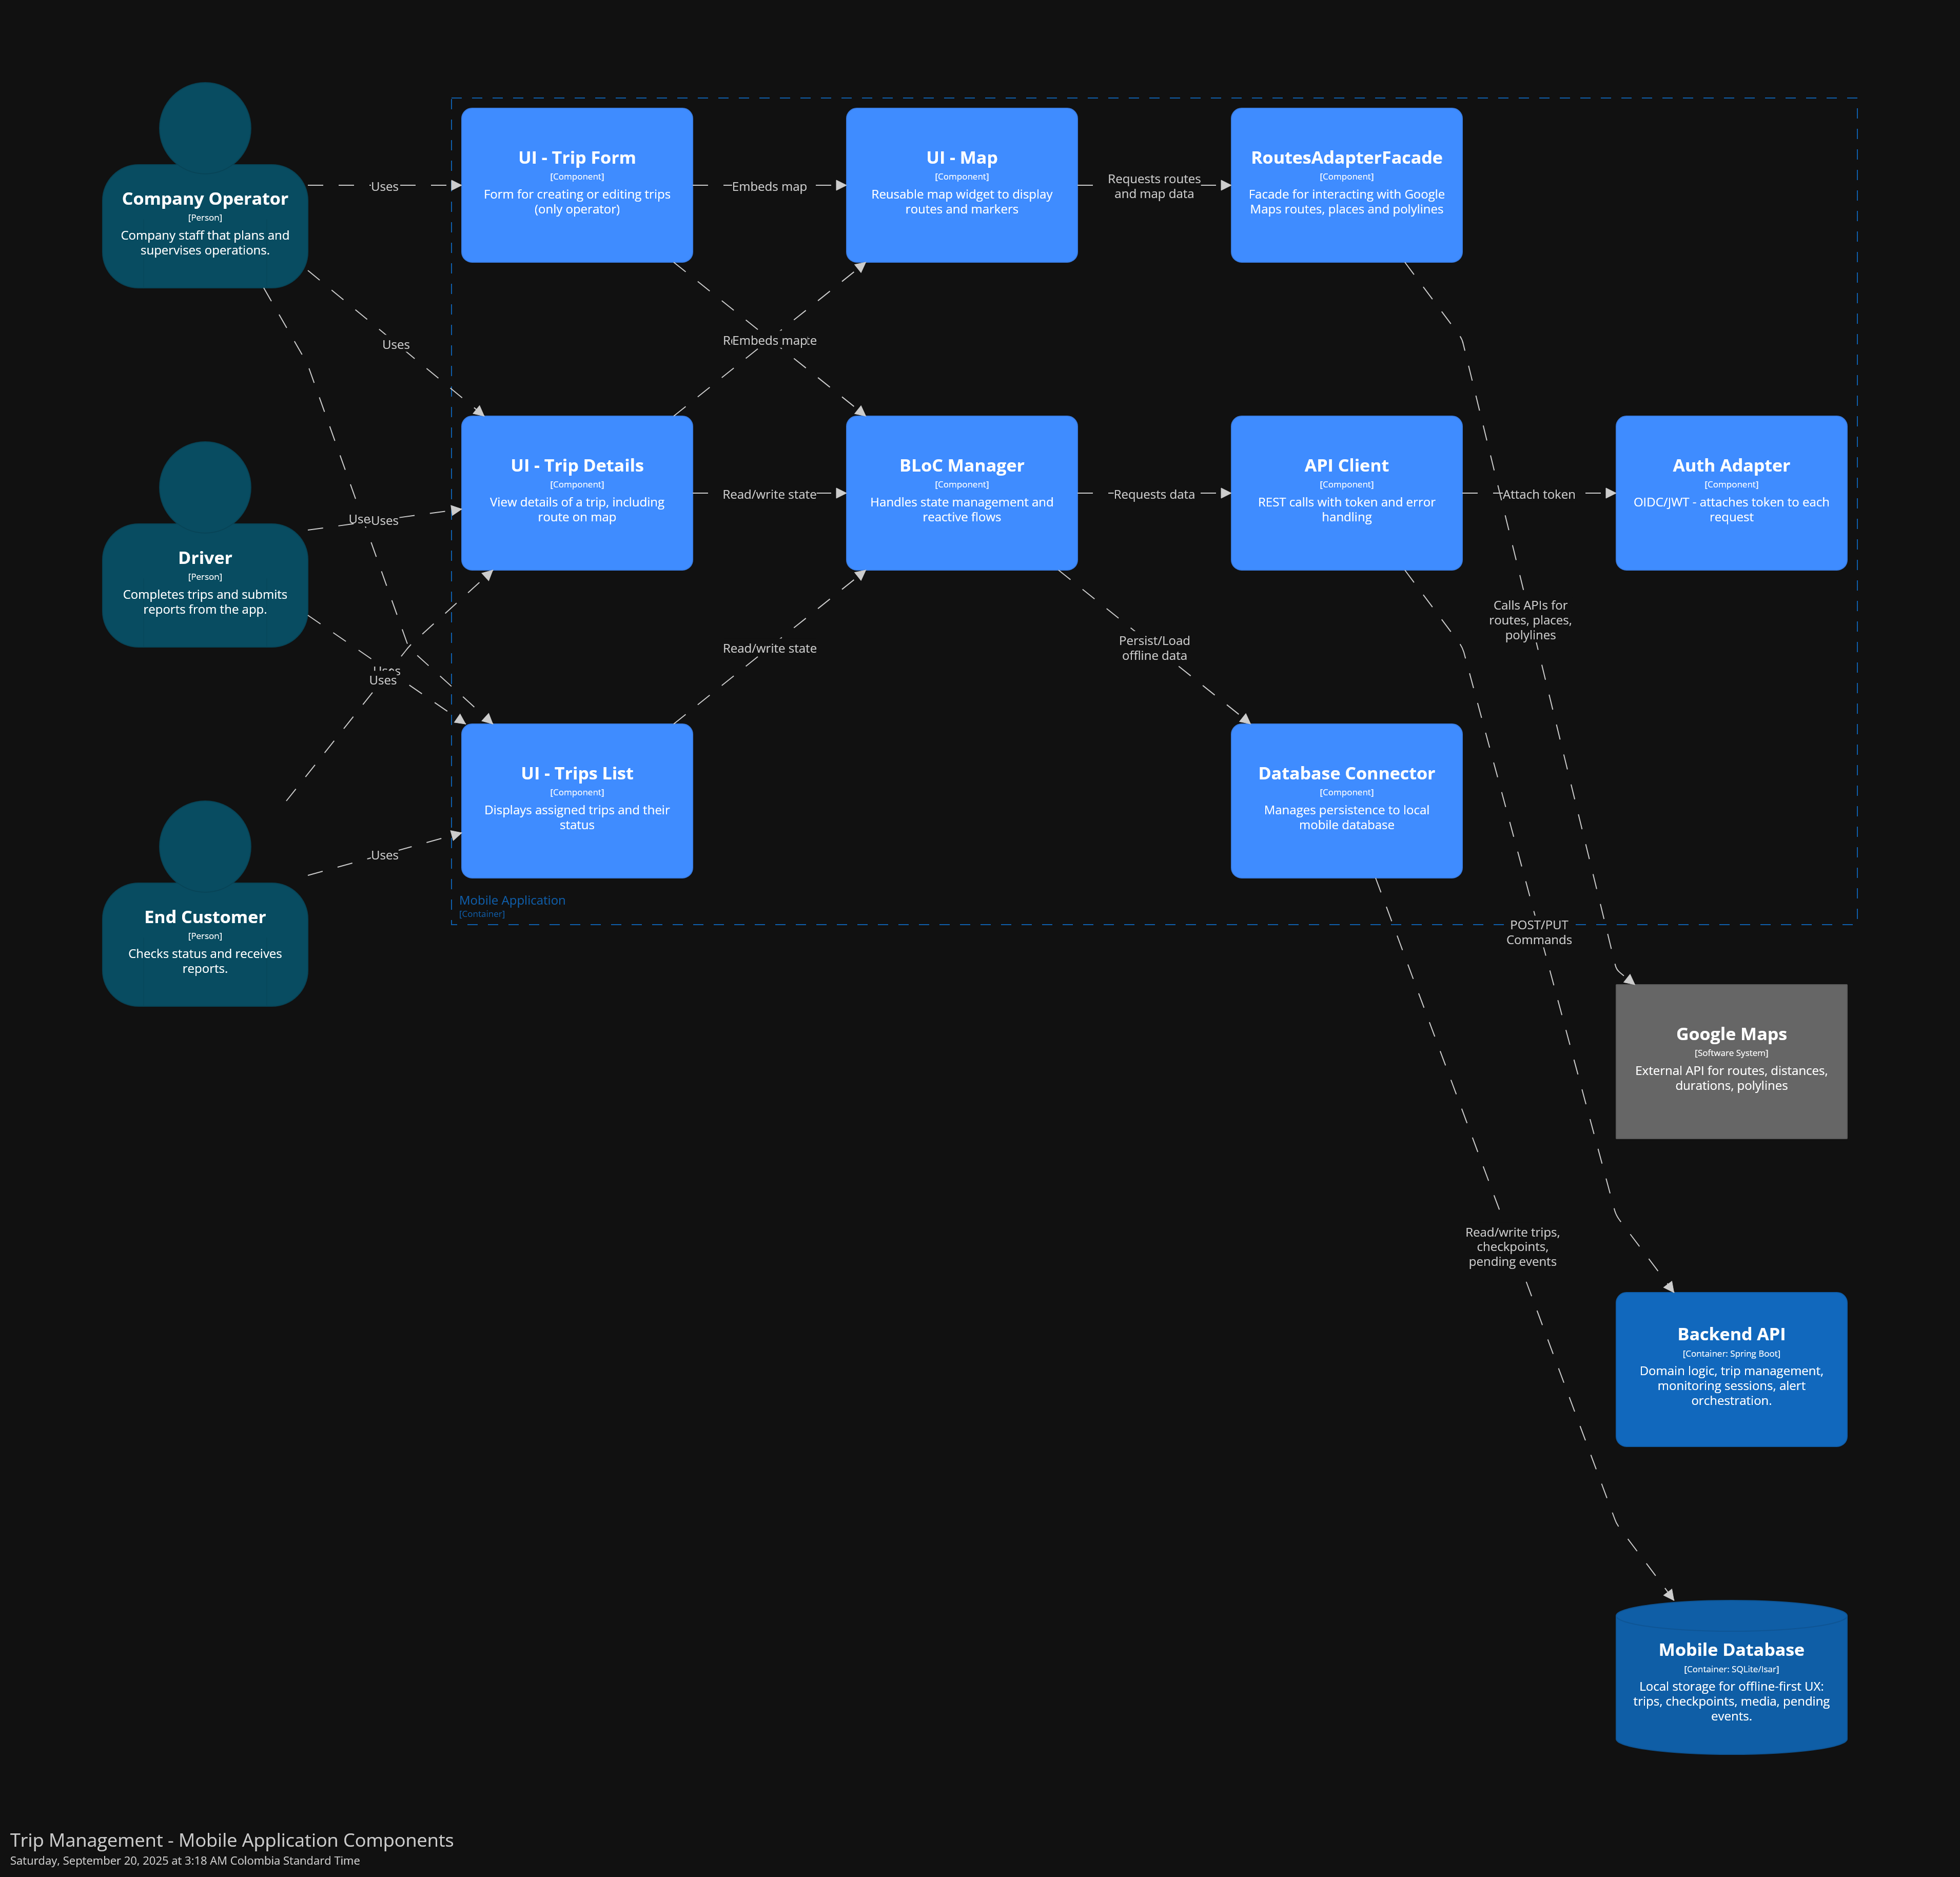 Company Operator
[Person]
Company staff that plans and
supervises operations.
Uses
UI - Trip Form
[Component]
Form for creating or editing trips
(only operator)
Embeds map
UI - Map
[Component]
Reusable map widget to display
routes and markers
Requests routes
and map data
RoutesAdapterFacade
[Component]
Facade for interacting with Google
Maps routes, places and polylines
Uses
Embeds map
Driver
[Person]
Completes trips and submits
reports from the app.
Uses
UI - Trip Details
[Component]
View details of a trip, including
route on map
Read/write state
BLoC Manager
[Component]
Handles state management and
reactive flows
Requests data
API Client
[Component]
REST calls with token and error
handling
Attach token
Auth Adapter
[Component]
OIDC/JWT - attaches token to each
request
Calls APIs for
routes, places,
polylines
Uses
Uses
Read/write state
Persist/Load
offline data
End Customer
[Person]
Checks status and receives
reports.
Uses
UI - Trips List
[Component]
Displays assigned trips and their
status
Database Connector
[Component]
Manages persistence to local
mobile database
Mobile Application
[Container]
POST/PUT
Commands
Google Maps
[Software System]
External API for routes, distances,
durations, polylines
Read/write trips,
checkpoints,
pending events
Backend API
[Container: Spring Boot]
Domain logic, trip management,
monitoring sessions, alert
orchestration.
Mobile Database
[Container: SQLite/Isar]
Local storage for offline-first UX:
trips, checkpoints, media, pending
events.
Trip Management - Mobile Application Components
Saturday, September 20, 2025 at 3:18 AM Colombia Standard Time